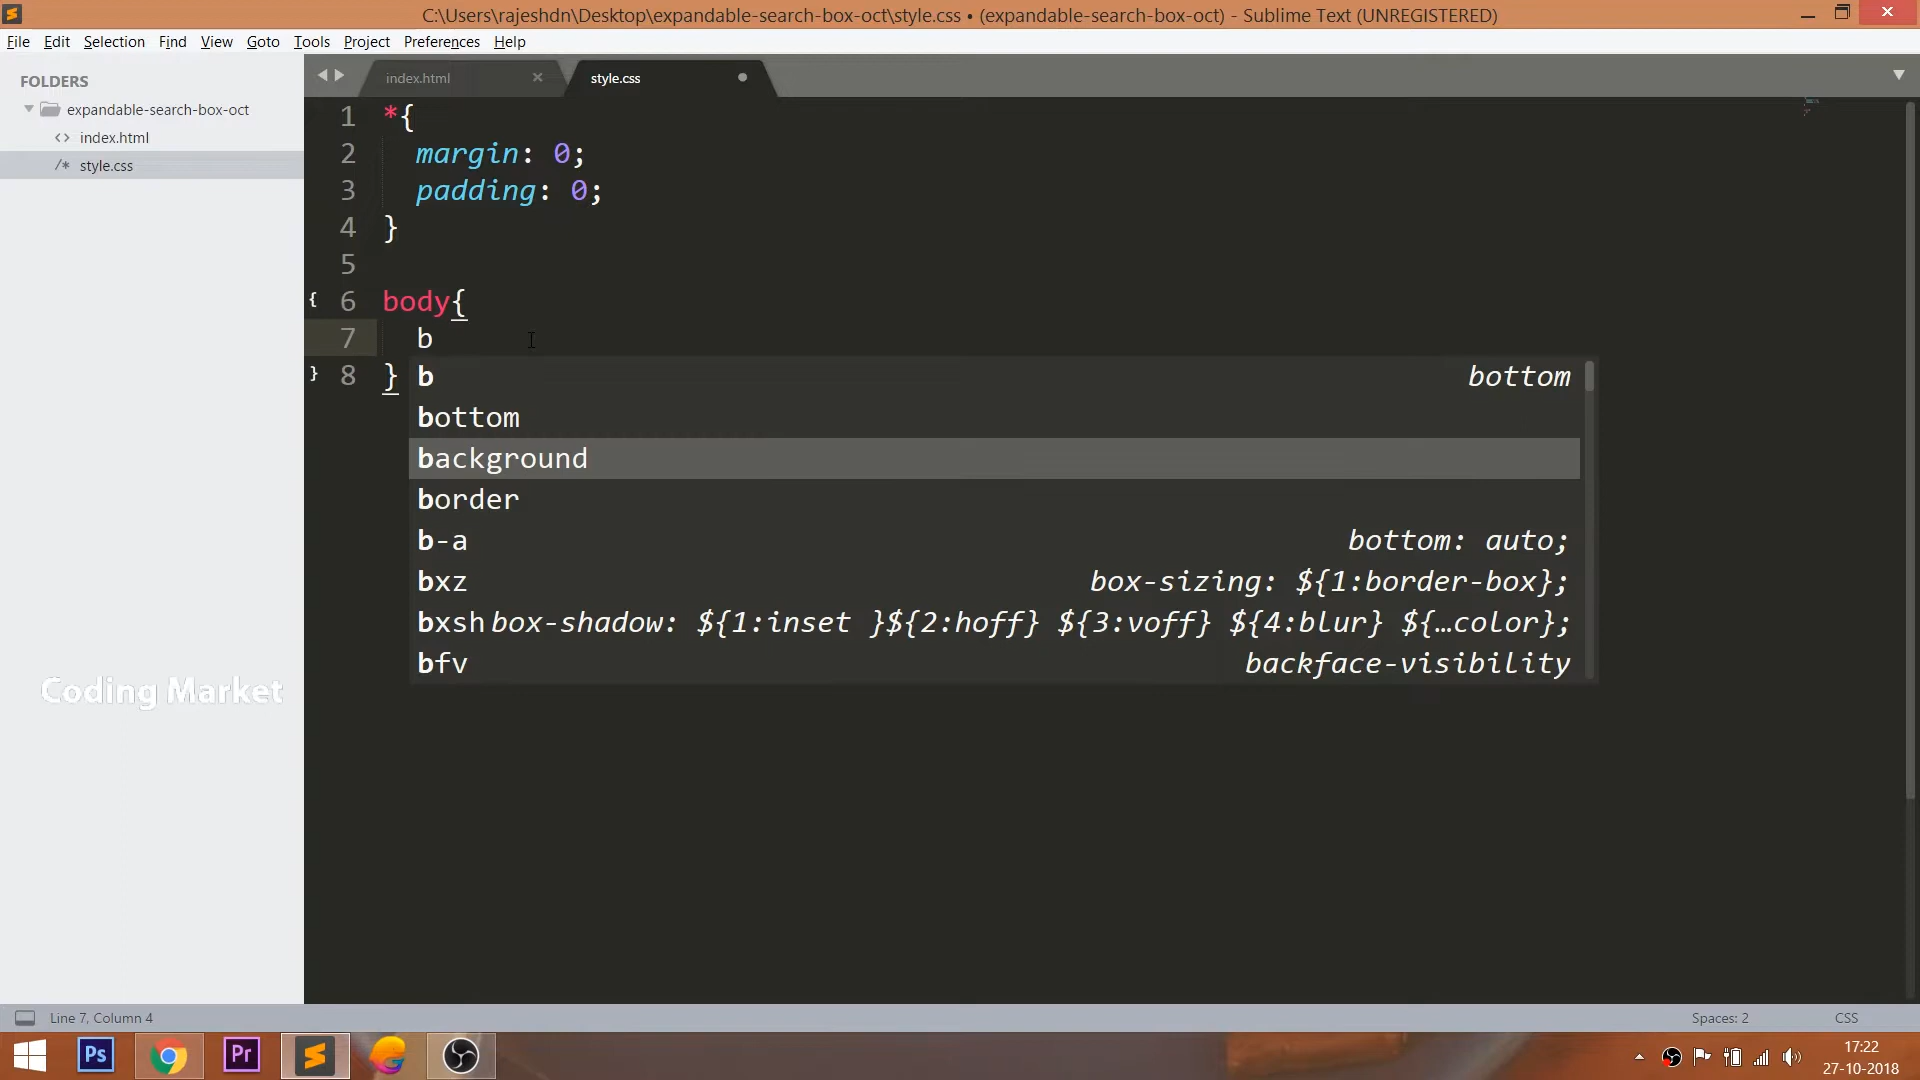 C:\Users\rajeshdn\Desktop\expandable-search-box-oct\style.css • (expandable-search-box-oct) - Sublime Text (UNREGISTERED)
File Edit Selection Find View Goto Tools Project Preferences Help
FOLDERS
expandable-search-box-oct
<> index.html
/* style.css
index.html
style.css
1 *{
2 margin: 0;
3 padding: 0;
4 }
5
{ 6 body{
7 b
} 8 }
b bottom
bottom
background
border
b-a bottom: auto;
bxz box-sizing: ${1:border-box};
bxsh box-shadow: ${1:inset }${2:hoff} ${3:voff} ${4:blur} ${…color};
bfv backface-visibility
Coding Market
Line 7, Column 4
Spaces: 2
CSS
Ps
Pr
17:22
27-10-2018